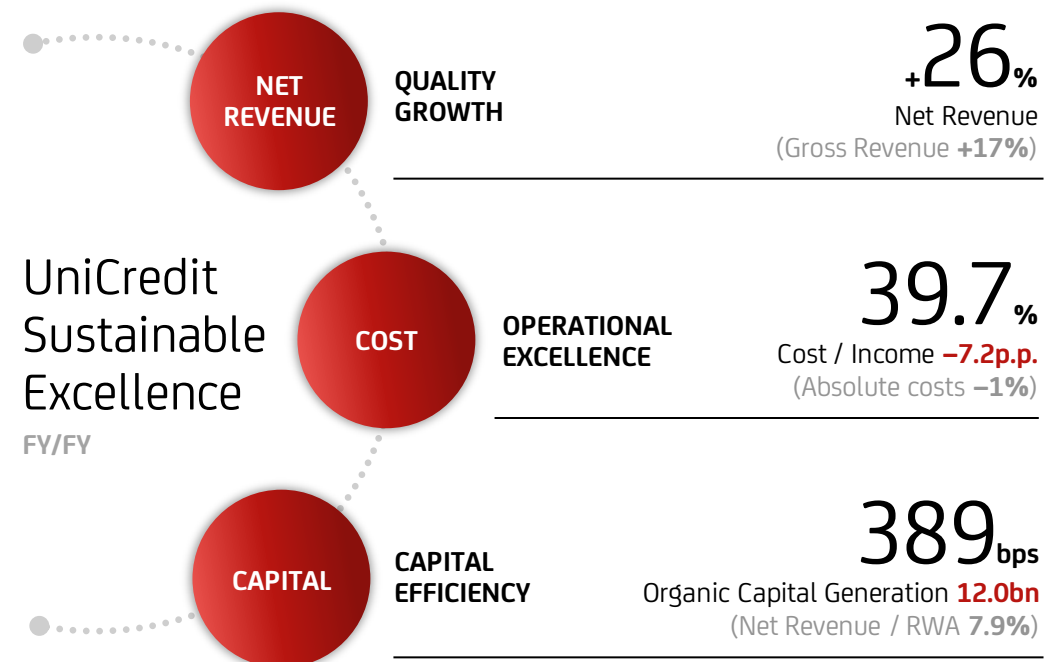 NET
REVENUE
QUALITY
GROWTH
+26%
Net Revenue
(Gross Revenue +17%)
UniCredit
Sustainable
Excellence
FY/FY
COST
OPERATIONAL
EXCELLENCE
39.7%
Cost / Income –7.2p.p.
(Absolute costs –1%)
CAPITAL
CAPITAL
EFFICIENCY
389bps
Organic Capital Generation 12.0bn
(Net Revenue / RWA 7.9%)